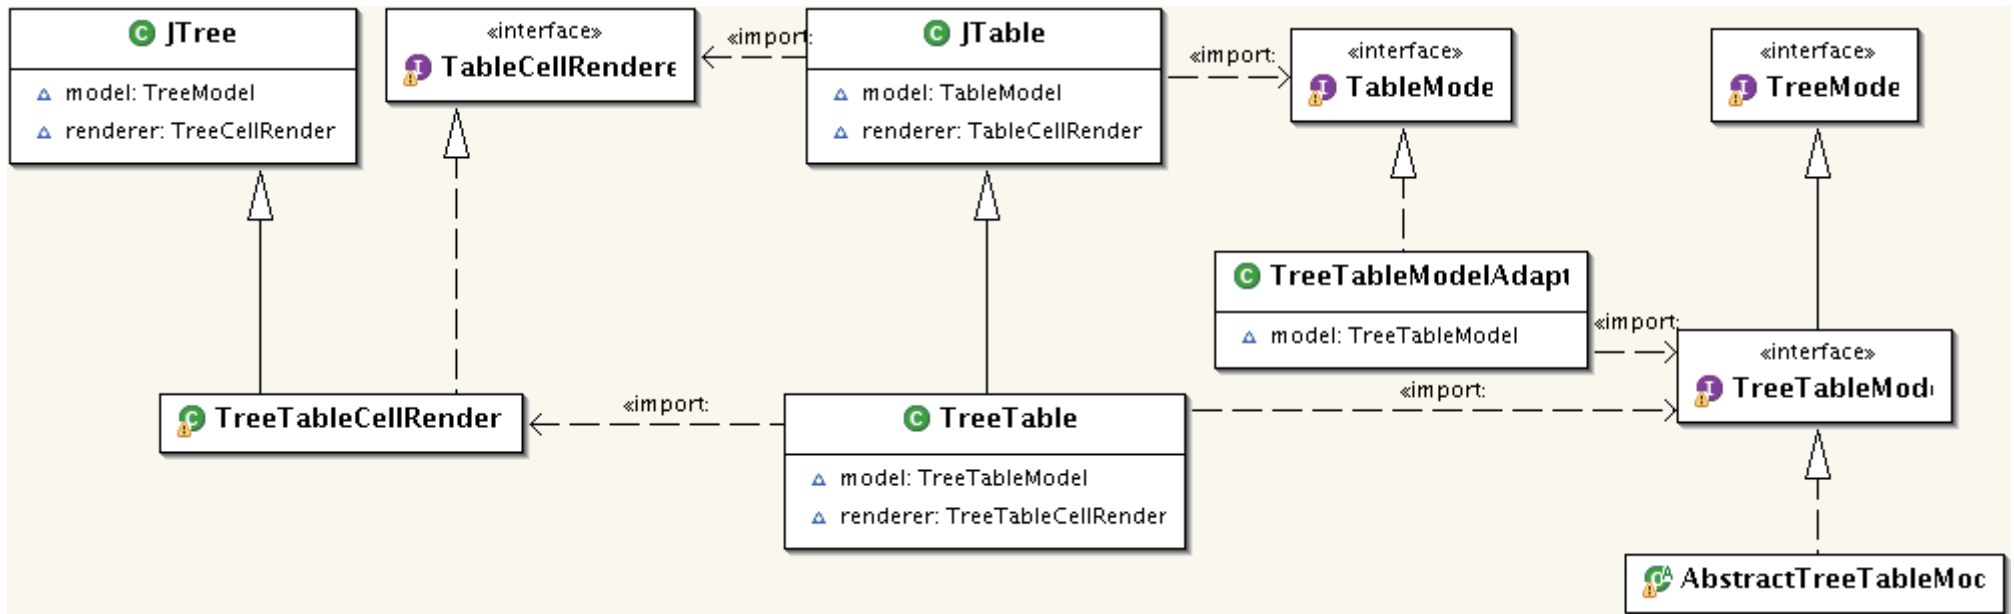 JTree
model: TreeModel
renderer: TreeCellRender
«interface»
TableCellRendere
«import:
JTable
model: TableModel
renderer: TableCellRender
«import:
«interface»
TableMode
«interface»
TreeMode
TreeTableModelAdapt
model: TreeTableModel
«import:
«interface»
TreeTableMod
TreeTableCellRender
«import:
TreeTable
model: TreeTableModel
renderer: TreeTableCellRender
«import:
AbstractTreeTableMoc